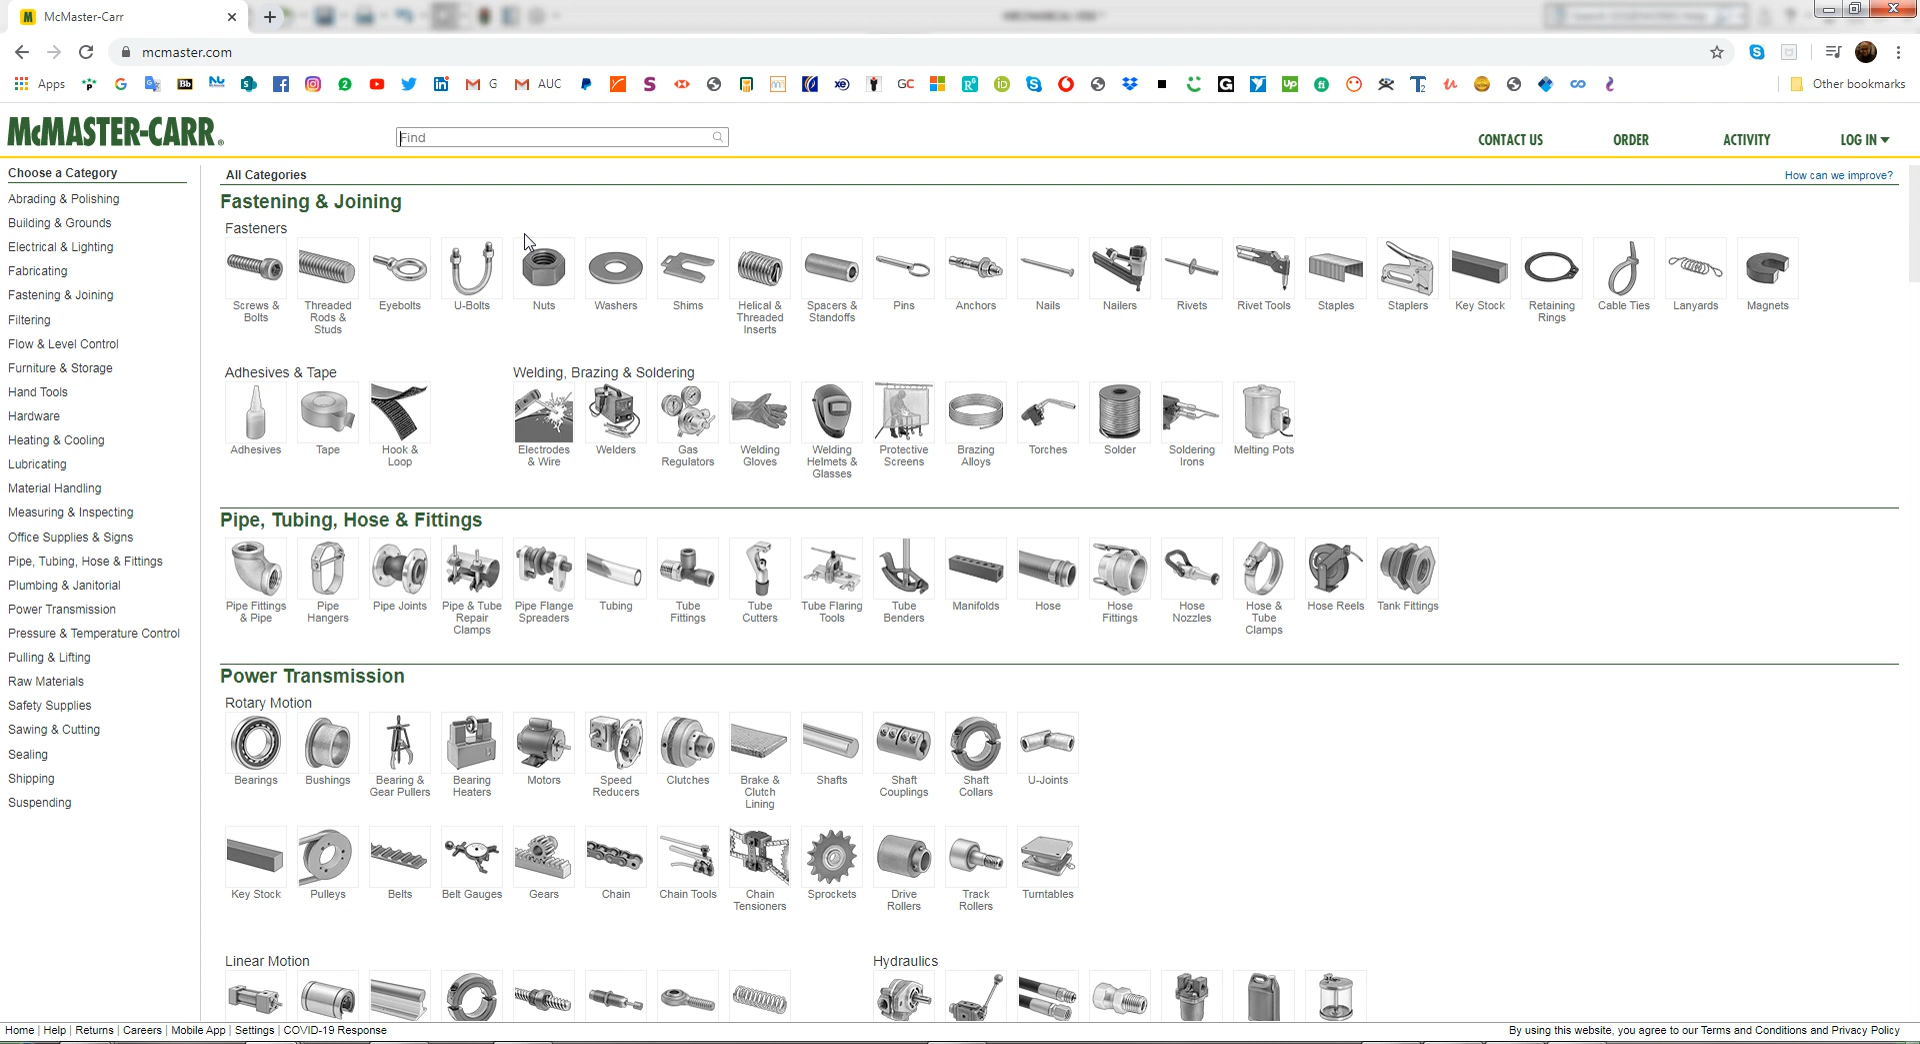 McMaster-Carr
mcmaster.com
Apps
G
AUC
GC
Other bookmarks
McMASTER-CARR®
Find
CONTACT US
ORDER
ACTIVITY
LOG IN
Choose a Category
Abrading & Polishing
Building & Grounds
Electrical & Lighting
Fabricating
Fastening & Joining
Filtering
Flow & Level Control
Furniture & Storage
Hand Tools
Hardware
Heating & Cooling
Lubricating
Material Handling
Measuring & Inspecting
Office Supplies & Signs
Pipe, Tubing, Hose & Fittings
Plumbing & Janitorial
Power Transmission
Pressure & Temperature Control
Pulling & Lifting
Raw Materials
Safety Supplies
Sawing & Cutting
Sealing
Shipping
Suspending
All Categories
How can we improve?
Fastening & Joining
Fasteners
Screws &
Bolts
Threaded
Rods &
Studs
Eyebolts
U-Bolts
Nuts
Washers
Shims
Helical &
Threaded
Inserts
Spacers &
Standoffs
Pins
Anchors
Nails
Nailers
Rivets
Rivet Tools
Staples
Staplers
Key Stock
Retaining
Rings
Cable Ties
Lanyards
Magnets
Adhesives & Tape
Adhesives
Tape
Hook &
Loop
Welding, Brazing & Soldering
Electrodes
& Wire
Welders
Gas
Regulators
Welding
Gloves
Welding
Helmets &
Glasses
Protective
Screens
Brazing
Alloys
Torches
Solder
Soldering
Irons
Melting Pots
Pipe, Tubing, Hose & Fittings
Pipe Fittings
& Pipe
Pipe
Hangers
Pipe Joints
Pipe & Tube
Repair
Clamps
Pipe Flange
Spreaders
Tubing
Tube
Fittings
Tube
Cutters
Tube Flaring
Tools
Tube
Benders
Manifolds
Hose
Hose
Fittings
Hose
Nozzles
Hose &
Tube
Clamps
Hose Reels
Tank Fittings
Power Transmission
Rotary Motion
Bearings
Bushings
Bearing &
Gear Pullers
Bearing
Heaters
Motors
Speed
Reducers
Clutches
Brake &
Clutch
Lining
Shafts
Shaft
Couplings
Shaft
Collars
U-Joints
Key Stock
Pulleys
Belts
Belt Gauges
Gears
Chain
Chain Tools
Chain
Tensioners
Sprockets
Drive
Rollers
Track
Rollers
Turntables
Linear Motion
Hydraulics
Home | Help | Returns | Careers | Mobile App | Settings | COVID-19 Response
By using this website, you agree to our Terms and Conditions and Privacy Policy